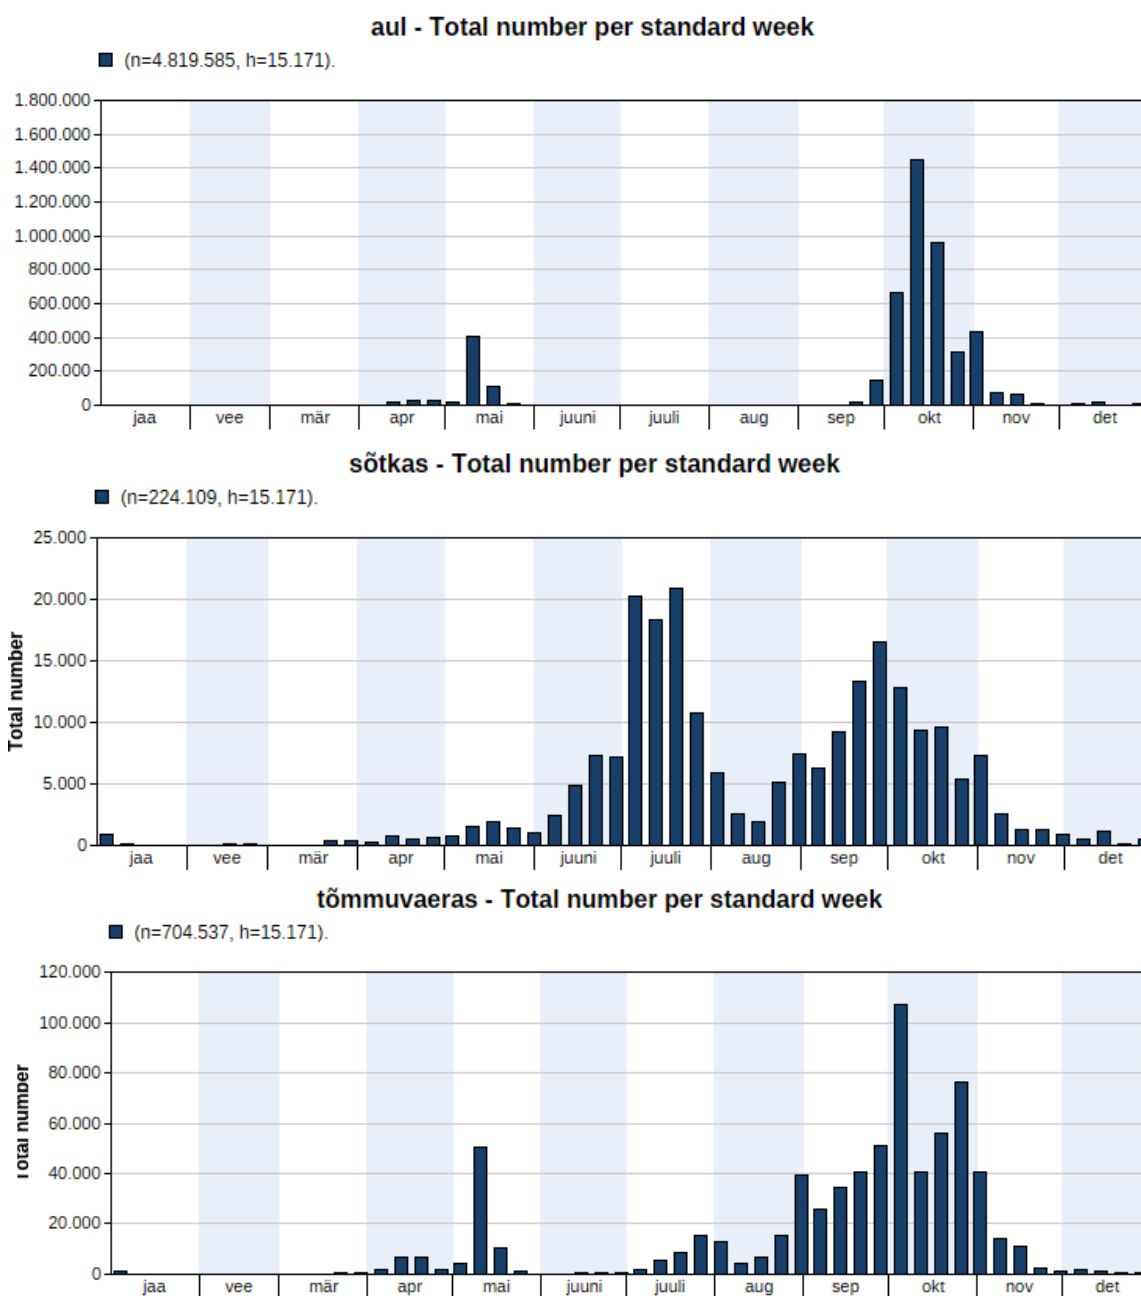 aul - Total number per standard week
(n=4.819.585, h=15.171).
1.800.000
1.600.000
1.400.000
1.200.000
1.000.000
800.000
600.000
400.000
200.000
0
jaa vee mär apr mai juuni juuli aug sep okt nov det
sõtkas - Total number per standard week
(n=224.109, h=15.171).
25.000
20.000
15.000
10.000
5.000
0
Total number
jaa vee mär apr mai juuni juuli aug sep okt nov det
tõmmuvaeras - Total number per standard week
(n=704.537, h=15.171).
120.000
100.000
80.000
60.000
40.000
20.000
0
Total number
jaa vee mär apr mai juuni juuli aug sep okt nov det